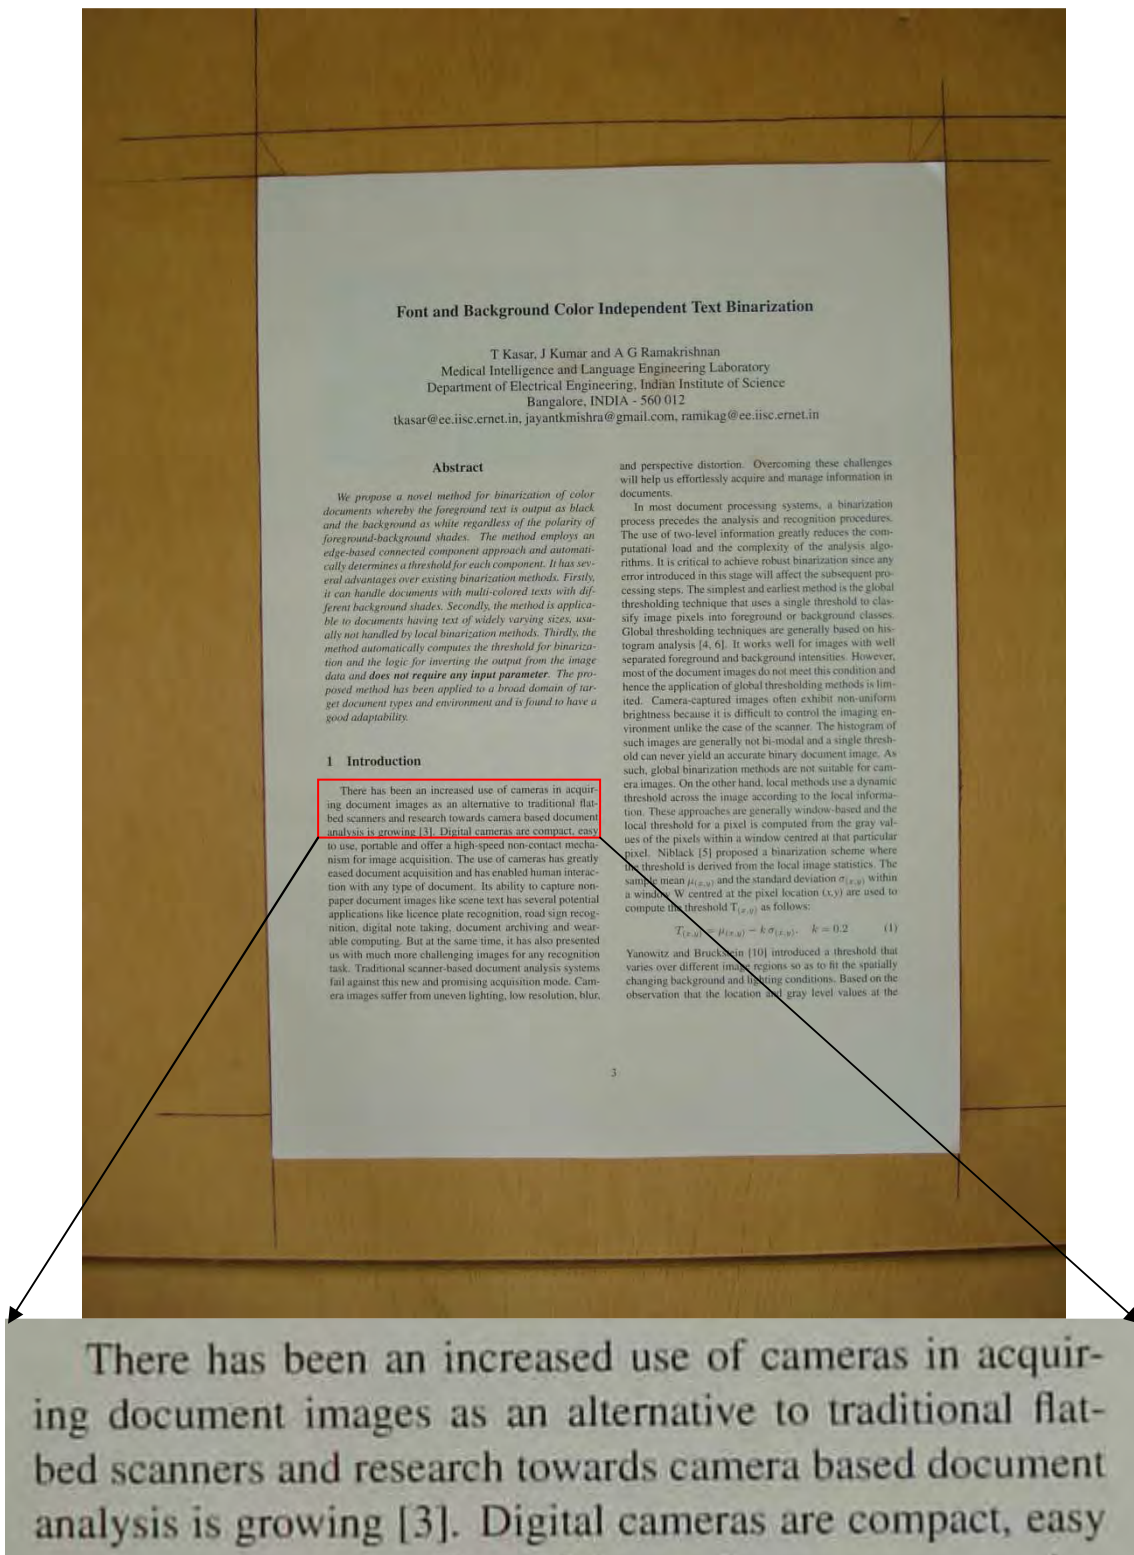 Font and Background Color Independent Text Binarization
T Kasar, J Kumar and A G Ramakrishnan
Medical Intelligence and Language Engineering Laboratory
Department of Electrical Engineering, Indian Institute of Science
Bangalore, INDIA - 560 012
tkasar@ee.iisc.ernet.in, jayantkmishra@gmail.com, ramikag@ee.iisc.ernet.in
Abstract
We propose a novel method for binarization of color
documents whereby the foreground text is output as black
and the background as white regardless of the polarity of
foreground-background shades. The method employs an
edge-based connected component approach and automati-
cally determines a threshold for each component. It has sev-
eral advantages over existing binarization methods. Firstly,
it can handle documents with multi-colored texts with dif-
ferent background shades. Secondly, the method is applica-
ble to documents having text of widely varying sizes, usu-
ally not handled by local binarization methods. Thirdly, the
method automatically computes the threshold for binariza-
tion and the logic for inverting the output from the image
data and does not require any input parameter. The pro-
posed method has been applied to a broad domain of tar-
get document types and environment and is found to have a
good adaptability.
1 Introduction
There has been an increased use of cameras in acquir-
ing document images as an alternative to traditional flat-
bed scanners and research towards camera based document
analysis is growing [3]. Digital cameras are compact, easy
to use, portable and offer a high-speed non-contact mecha-
nism for image acquisition. The use of cameras has greatly
eased document acquisition and has enabled human interac-
tion with any type of document. Its ability to capture non-
paper document images like scene text has several potential
applications like licence plate recognition, road sign recog-
nition, digital note taking, document archiving and wear-
able computing. But at the same time, it has also presented
us with much more challenging images for any recognition
task. Traditional scanner-based document analysis systems
fail against this new and promising acquisition mode. Cam-
era images suffer from uneven lighting, low resolution, blur,
and perspective distortion. Overcoming these challenges
will help us effortlessly acquire and manage information in
documents.
In most document processing systems, a binarization
process precedes the analysis and recognition procedures.
The use of two-level information greatly reduces the com-
putational load and the complexity of the analysis algo-
rithms. It is critical to achieve robust binarization since any
error introduced in this stage will affect the subsequent pro-
cessing steps. The simplest and earliest method is the global
thresholding technique that uses a single threshold to clas-
sify image pixels into foreground or background classes.
Global thresholding techniques are generally based on his-
togram analysis [4, 6]. It works well for images with well
separated foreground and background intensities. However,
most of the document images do not meet this condition and
hence the application of global thresholding methods is lim-
ited. Camera-captured images often exhibit non-uniform
brightness because it is difficult to control the imaging en-
vironment unlike the case of the scanner. The histogram of
such images are generally not bi-modal and a single thresh-
old can never yield an accurate binary document image. As
such, global binarization methods are not suitable for cam-
era images. On the other hand, local methods use a dynamic
threshold across the image according to the local informa-
tion. These approaches are generally window-based and the
local threshold for a pixel is computed from the gray val-
ues of the pixels within a window centred at that particular
pixel. Niblack [5] proposed a binarization scheme where
the threshold is derived from the local image statistics. The
sample mean μ(x,y) and the standard deviation σ(x,y) within
a window W centred at the pixel location (x,y) are used to
compute the threshold T(x,y) as follows:
T(x,y) = μ(x,y) − k σ(x,y), k = 0.2 (1)
Yanowitz and Bruckstein [10] introduced a threshold that
varies over different image regions so as to fit the spatially
changing background and lighting conditions. Based on the
observation that the location and gray level values at the
3
There has been an increased use of cameras in acquir-
ing document images as an alternative to traditional flat-
bed scanners and research towards camera based document
analysis is growing [3]. Digital cameras are compact, easy